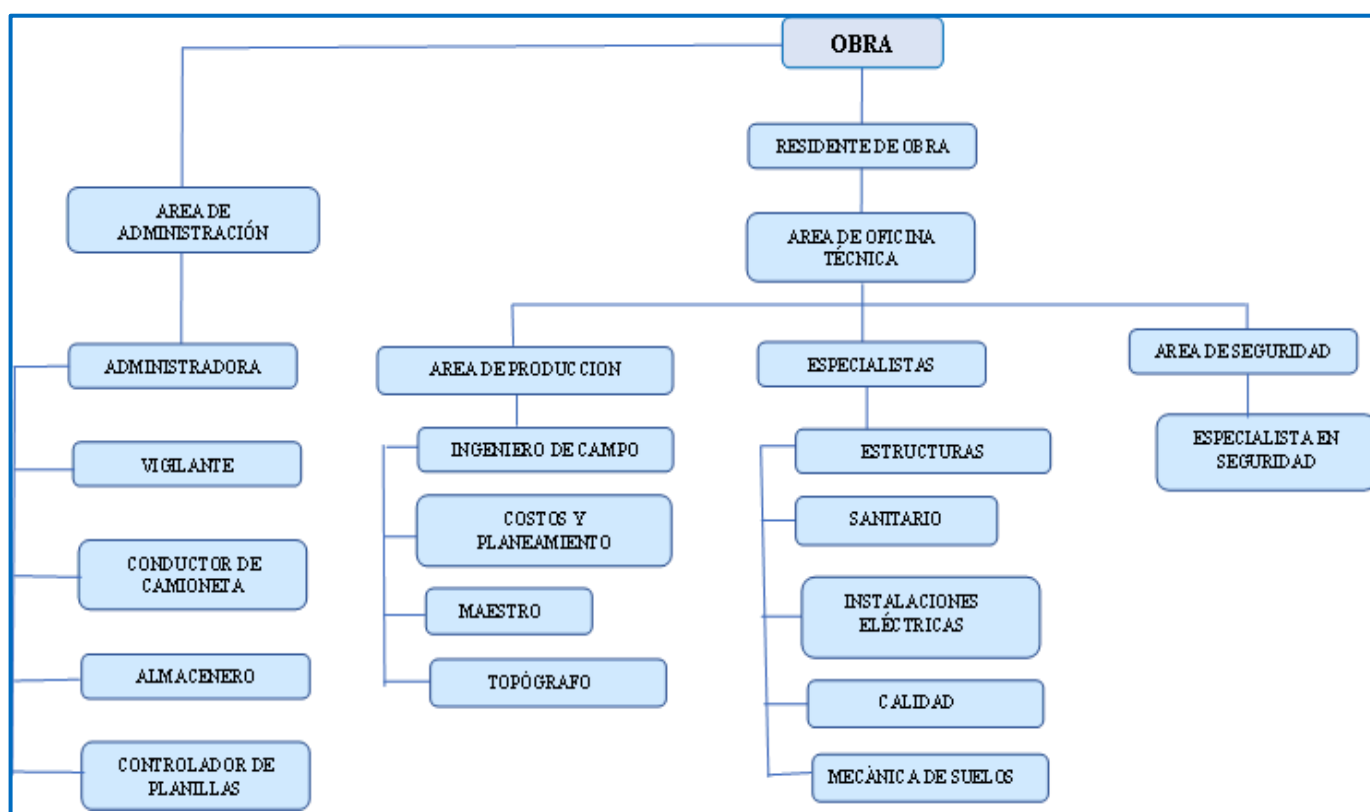 OBRA
RESIDENTE DE OBRA
AREA DE
ADMINISTRACIÓN
AREA DE OFICINA
TÉCNICA
ADMINISTRADORA
AREA DE PRODUCCION
ESPECIALISTAS
AREA DE SEGURIDAD
VIGILANTE
INGENIERO DE CAMPO
ESTRUCTURAS
ESPECIALISTA EN
SEGURIDAD
COSTOS Y
PLANEAMIENTO
SANITARIO
CONDUCTOR DE
CAMIONETA
MAESTRO
INSTALACIONES
ELÉCTRICAS
ALMACENERO
TOPÓGRAFO
CALIDAD
CONTROLADOR DE
PLANILLAS
MECÀNICA DE SUELOS